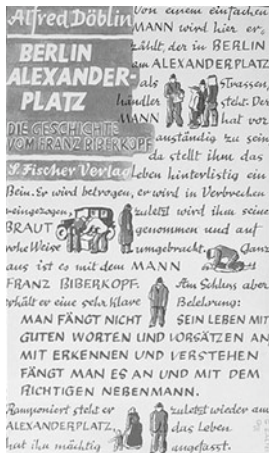 Alfred Döblin
BERLIN
ALEXANDER-
PLATZ
DIE GESCHICHTE
VOM FRANZ BIBERKOPF
S. Fischer Verlag
Von einem einfachen
MANN wird hier er-
zählt, der in BERLIN
am ALEXANDERPLATZ
als Strassen,
händler steht. Der
MANN hat vor
anständig zu sein
da stellt ihm das
Leben hinterlistig ein
Bein. Er wird betrogen, er wird in Verbrechen
reingezogen, zuletzt wird ihm seine
BRAUT genommen und auf
rohe Weise umgebracht. Ganz
aus ist es mit dem MANN
FRANZ BIBERKOPF. Am Schluss aber
erhält er eine sehr klare Belehrung:
MAN FÄNGT NICHT SEIN LEBEN MIT
GUTEN WORTEN UND VORSÄTZEN AN,
MIT ERKENNEN UND VERSTEHEN
FÄNGT MAN ES AN UND MIT DEM
RICHTIGEN NEBENMANN.
Ramponiert steht er zuletzt wieder am
ALEXANDERPLATZ, das Leben
hat ihn mächtig angefasst.